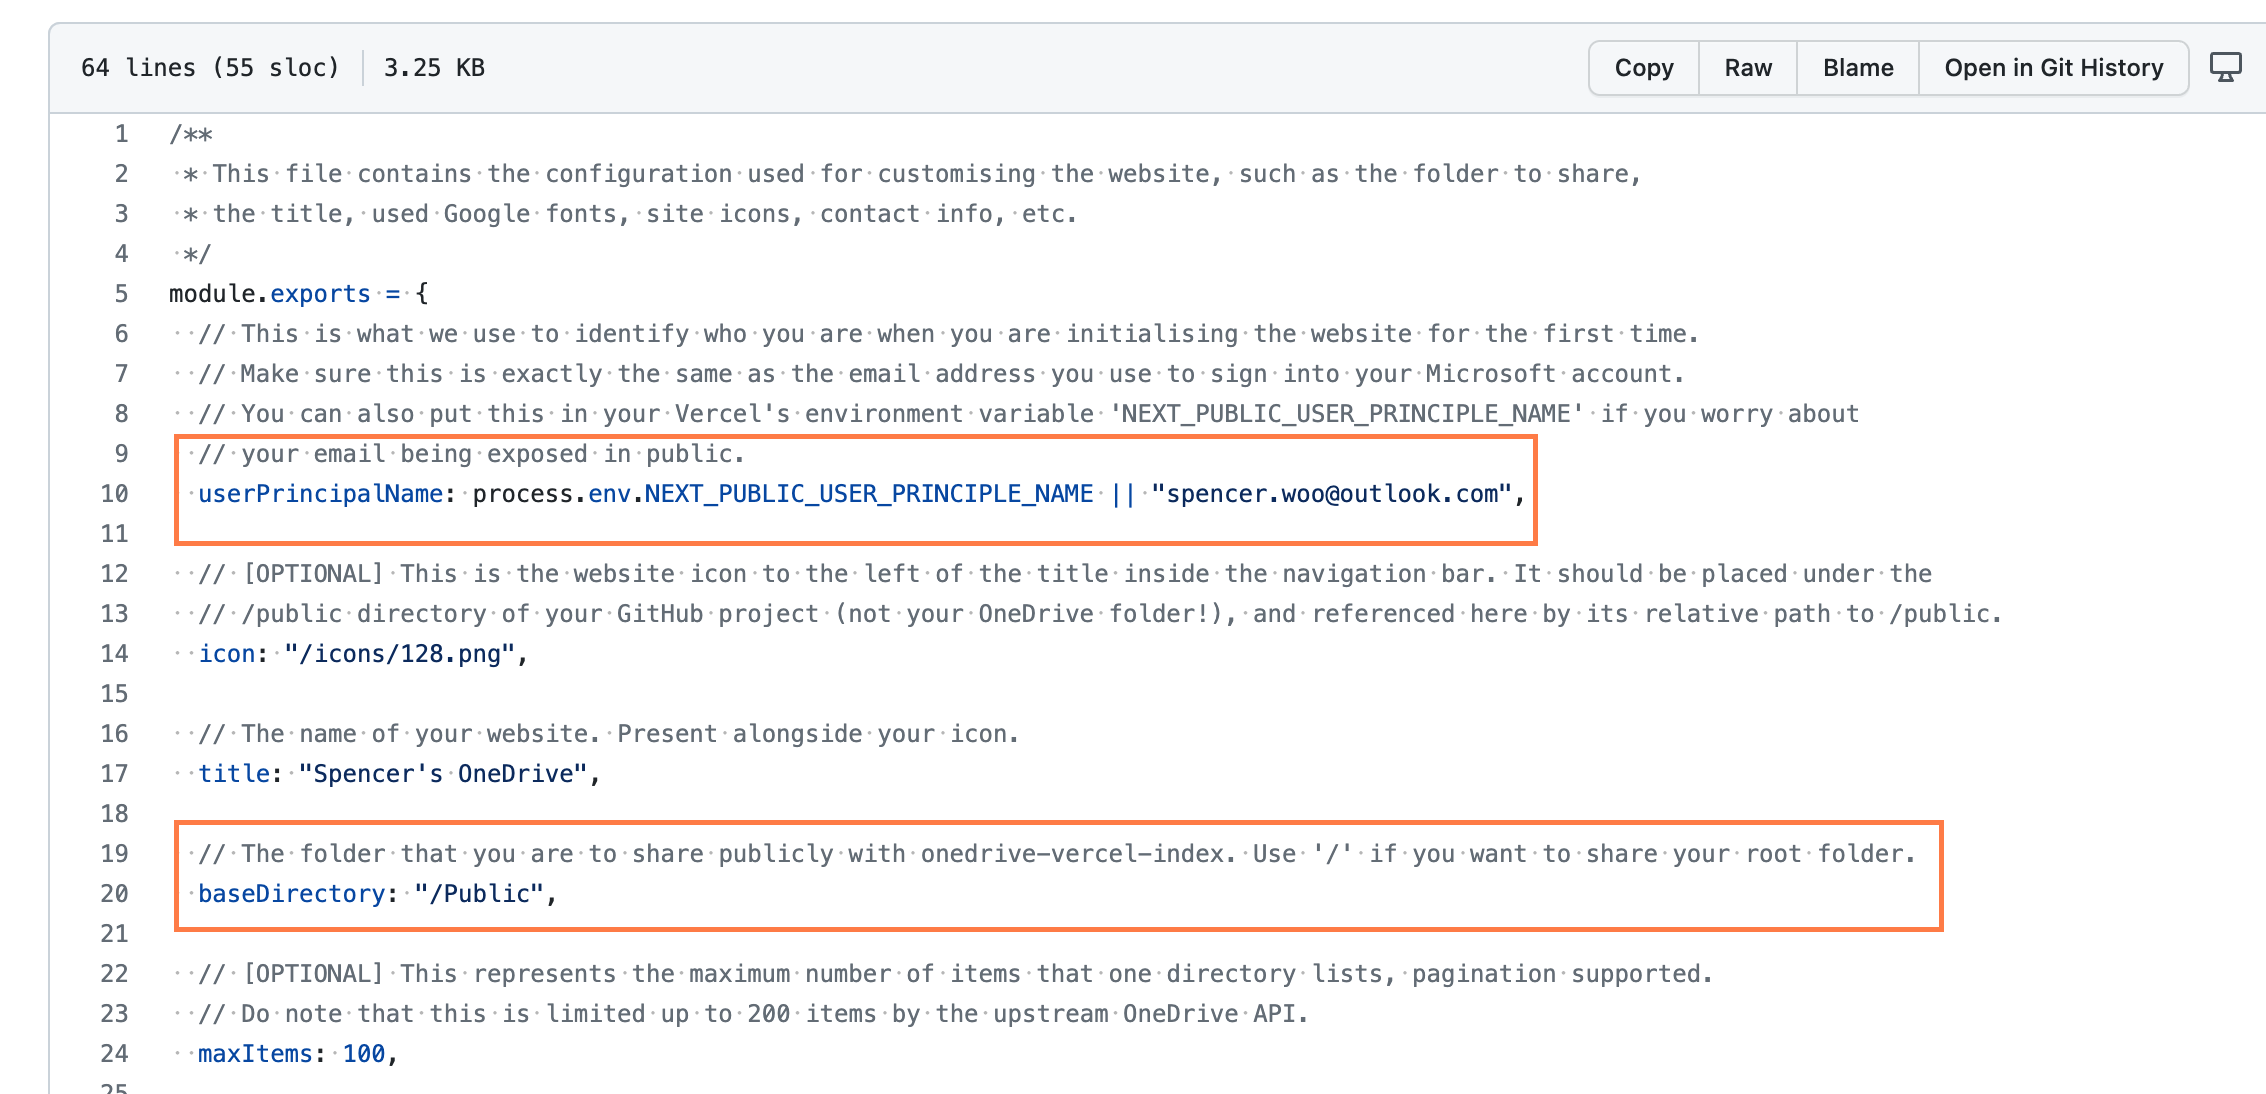 64 lines (55 sloc) 3.25 KB Copy Raw Blame Open in Git History
1 /**
2 * This file contains the configuration used for customising the website, such as the folder to share,
3 * the title, used Google fonts, site icons, contact info, etc.
4 */
5 module.exports = {
6 // This is what we use to identify who you are when you are initialising the website for the first time.
7 // Make sure this is exactly the same as the email address you use to sign into your Microsoft account.
8 // You can also put this in your Vercel's environment variable 'NEXT_PUBLIC_USER_PRINCIPLE_NAME' if you worry about
9 // your email being exposed in public.
10 userPrincipalName: process.env.NEXT_PUBLIC_USER_PRINCIPLE_NAME || "spencer.woo@outlook.com",
11
12 // [OPTIONAL] This is the website icon to the left of the title inside the navigation bar. It should be placed under the
13 // /public directory of your GitHub project (not your OneDrive folder!), and referenced here by its relative path to /public.
14 icon: "/icons/128.png",
15
16 // The name of your website. Present alongside your icon.
17 title: "Spencer's OneDrive",
18
19 // The folder that you are to share publicly with onedrive-vercel-index. Use '/' if you want to share your root folder.
20 baseDirectory: "/Public",
21
22 // [OPTIONAL] This represents the maximum number of items that one directory lists, pagination supported.
23 // Do note that this is limited up to 200 items by the upstream OneDrive API.
24 maxItems: 100,
25